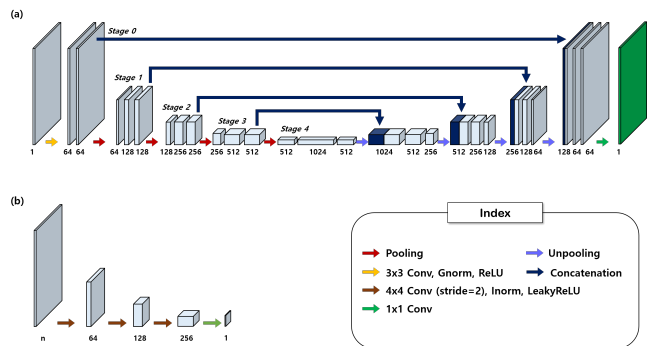 (a)
Stage 0
Stage 1
Stage 2
Stage 3
Stage 4
1 64 64 64 128 128 128 256 256 256 512 512 512 1024 512 1024 512 256 512 256 128 256 128 64 128 64 64 1
(b)
n 64 128 256 1
Index
Pooling
Unpooling
3x3 Conv, Gnorm, ReLU
Concatenation
4x4 Conv (stride=2), Inorm, LeakyReLU
1x1 Conv